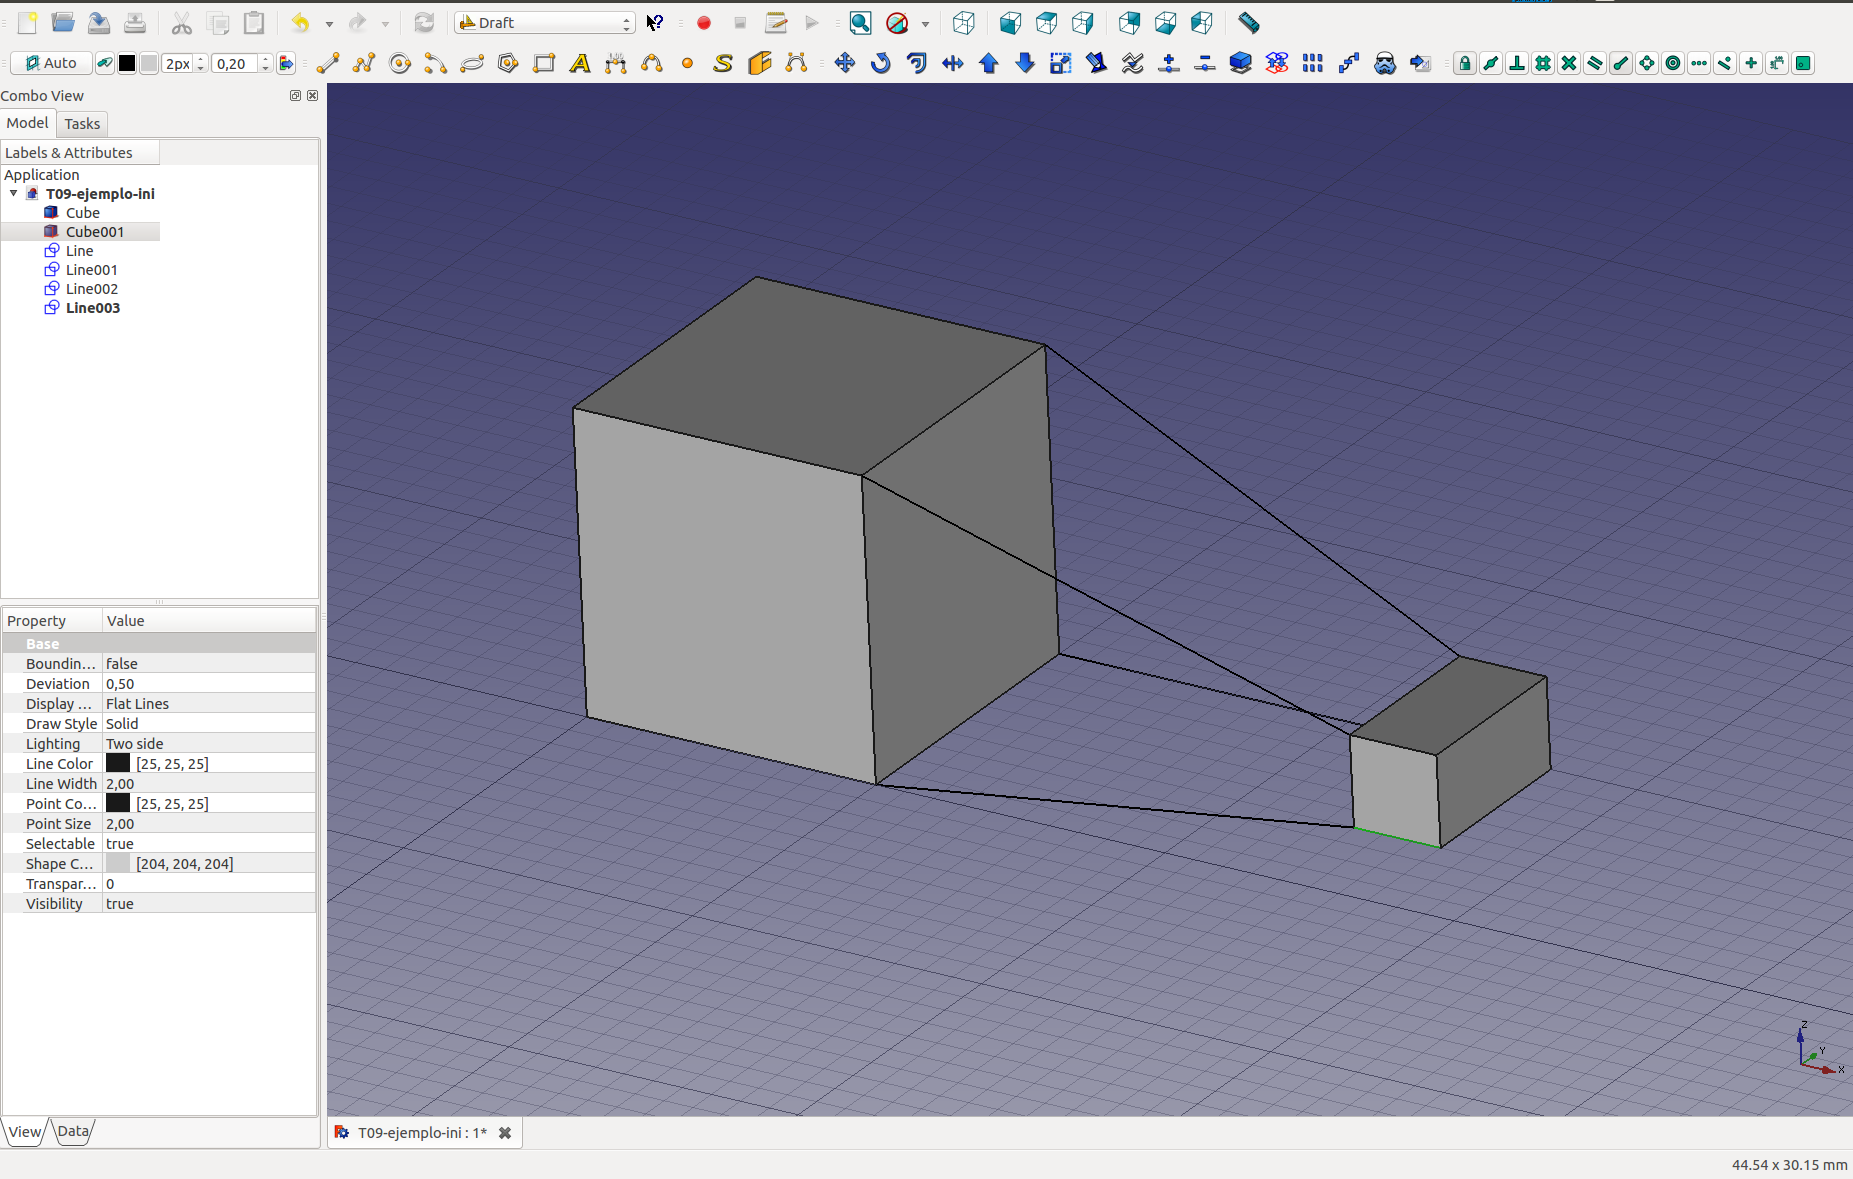 Draft
Auto
2px
0,20
Combo View
Model
Tasks
Labels & Attributes
Application
T09-ejemplo-ini
Cube
Cube001
Line
Line001
Line002
Line003
Property Value
Base
Boundin... false
Deviation 0,50
Display ... Flat Lines
Draw Style Solid
Lighting Two side
Line Color [25, 25, 25]
Line Width 2,00
Point Co... [25, 25, 25]
Point Size 2,00
Selectable true
Shape C... [204, 204, 204]
Transpar... 0
Visibility true
Z
Y
X
View
Data
T09-ejemplo-ini : 1*
44.54 x 30.15 mm